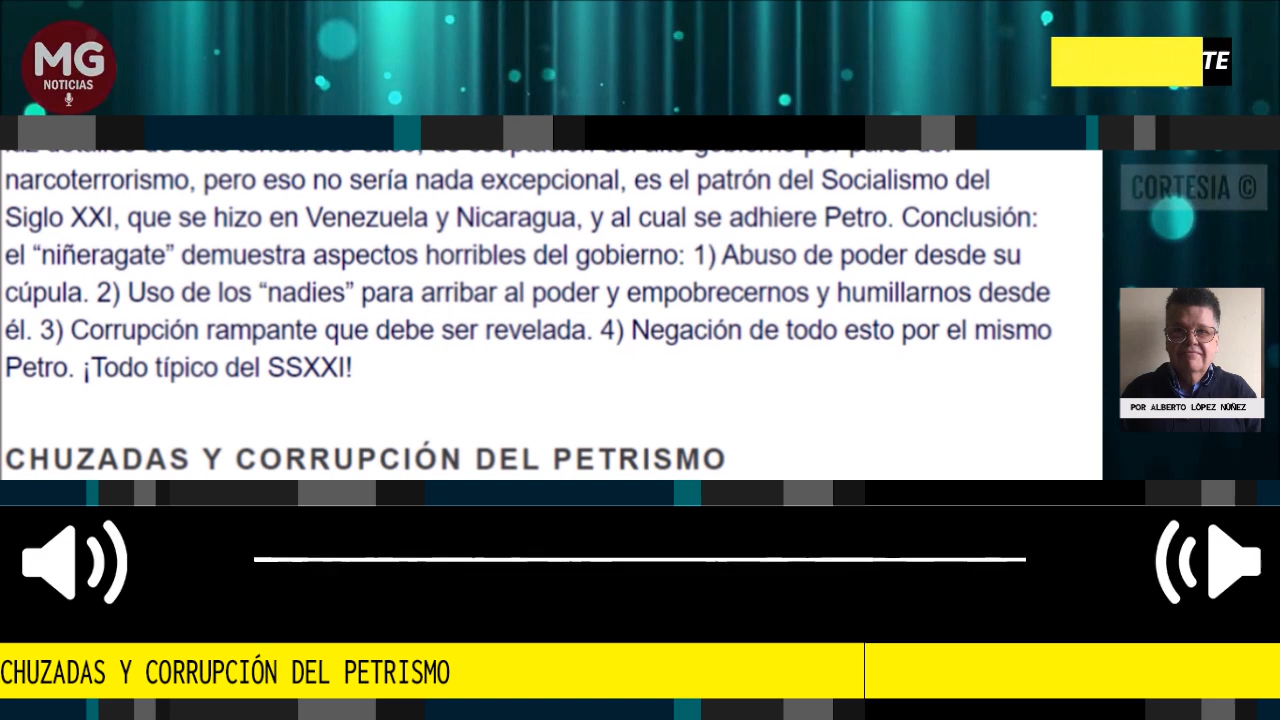 MG
NOTICIAS
TE
narcoterrorismo, pero eso no sería nada excepcional, es el patrón del Socialismo del
Siglo XXI, que se hizo en Venezuela y Nicaragua, y al cual se adhiere Petro. Conclusión:
el “niñeragate” demuestra aspectos horribles del gobierno: 1) Abuso de poder desde su
cúpula. 2) Uso de los “nadies” para arribar al poder y empobrecernos y humillarnos desde
él. 3) Corrupción rampante que debe ser revelada. 4) Negación de todo esto por el mismo
Petro. ¡Todo típico del SSXXI!
CHUZADAS Y CORRUPCIÓN DEL PETRISMO
CORTESIA ©
POR ALBERTO LÓPEZ NÚÑEZ
CHUZADAS Y CORRUPCIÓN DEL PETRISMO